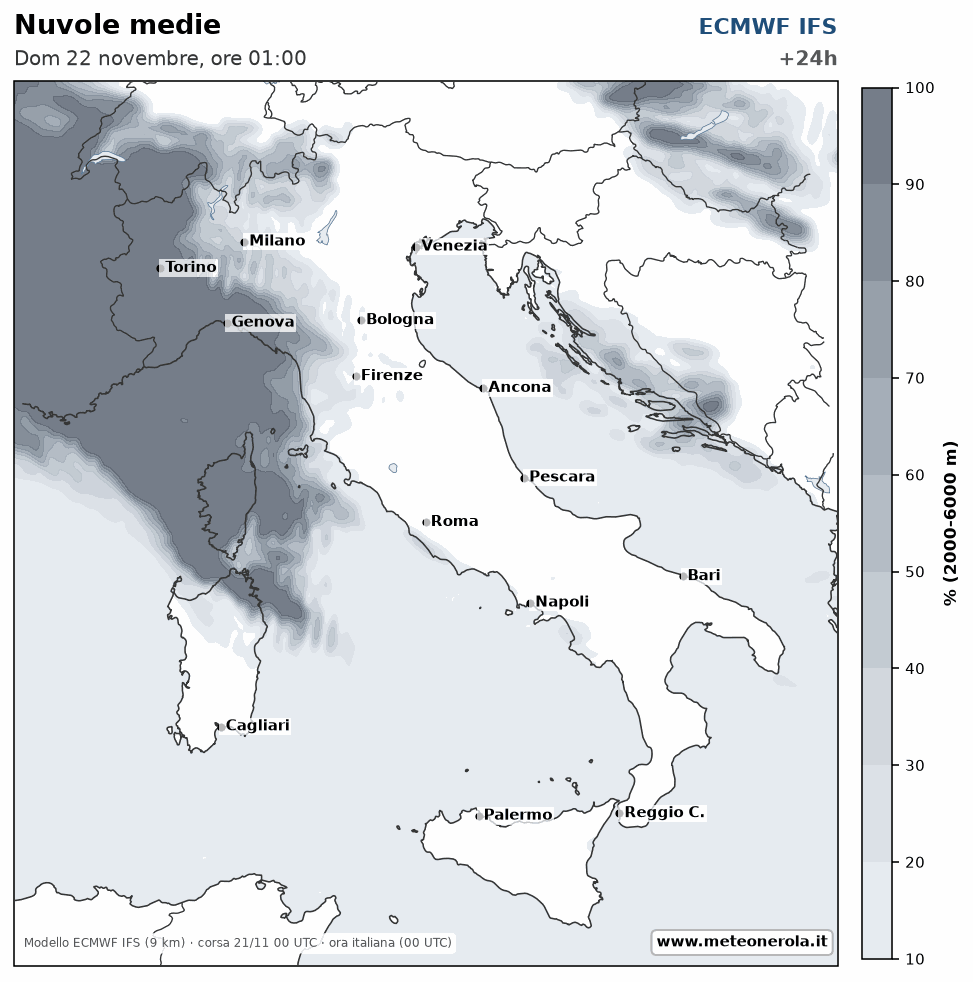 Nuvole medie
ECMWF IFS
Dom 22 novembre, ore 01:00
+24h
Milano
Venezia
Torino
Genova
Bologna
Firenze
Ancona
Pescara
Roma
Bari
Napoli
Cagliari
Palermo
Reggio C.
Modello ECMWF IFS (9 km) · corsa 21/11 00 UTC · ora italiana (00 UTC)
www.meteonerola.it
100
90
80
70
60
50
40
30
20
10
% (2000-6000 m)